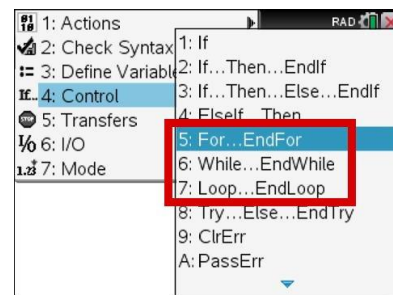 1: Actions
2: Check Syntax
3: Define Variabl
4: Control
5: Transfers
6: I/O
7: Mode
RAD
1: If
2: If...Then...EndIf
3: If...Then...Else...EndIf
4: ElseIf...Then
5: For...EndFor
6: While...EndWhile
7: Loop...EndLoop
8: Try...Else...EndTry
9: ClrErr
A: PassErr